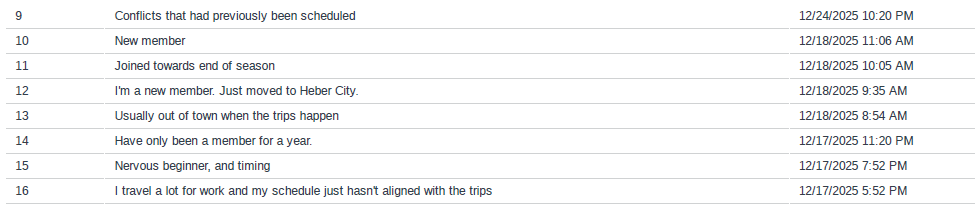 9 Conflicts that had previously been scheduled 12/24/2025 10:20 PM
10 New member 12/18/2025 11:06 AM
11 Joined towards end of season 12/18/2025 10:05 AM
12 I'm a new member. Just moved to Heber City. 12/18/2025 9:35 AM
13 Usually out of town when the trips happen 12/18/2025 8:54 AM
14 Have only been a member for a year. 12/17/2025 11:20 PM
15 Nervous beginner, and timing 12/17/2025 7:52 PM
16 I travel a lot for work and my schedule just hasn't aligned with the trips 12/17/2025 5:52 PM